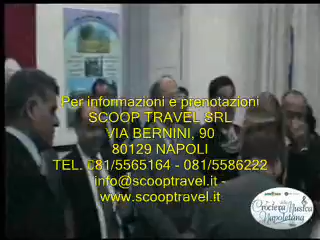 Per informazioni e prenotazioni
SCOOP TRAVEL SRL
VIA BERNINI, 90
80129 NAPOLI
TEL. 081/5565164 - 081/5586222
info@scooptravel.it -
www.scooptravel.it
Crociera della
Musica
Napoletana